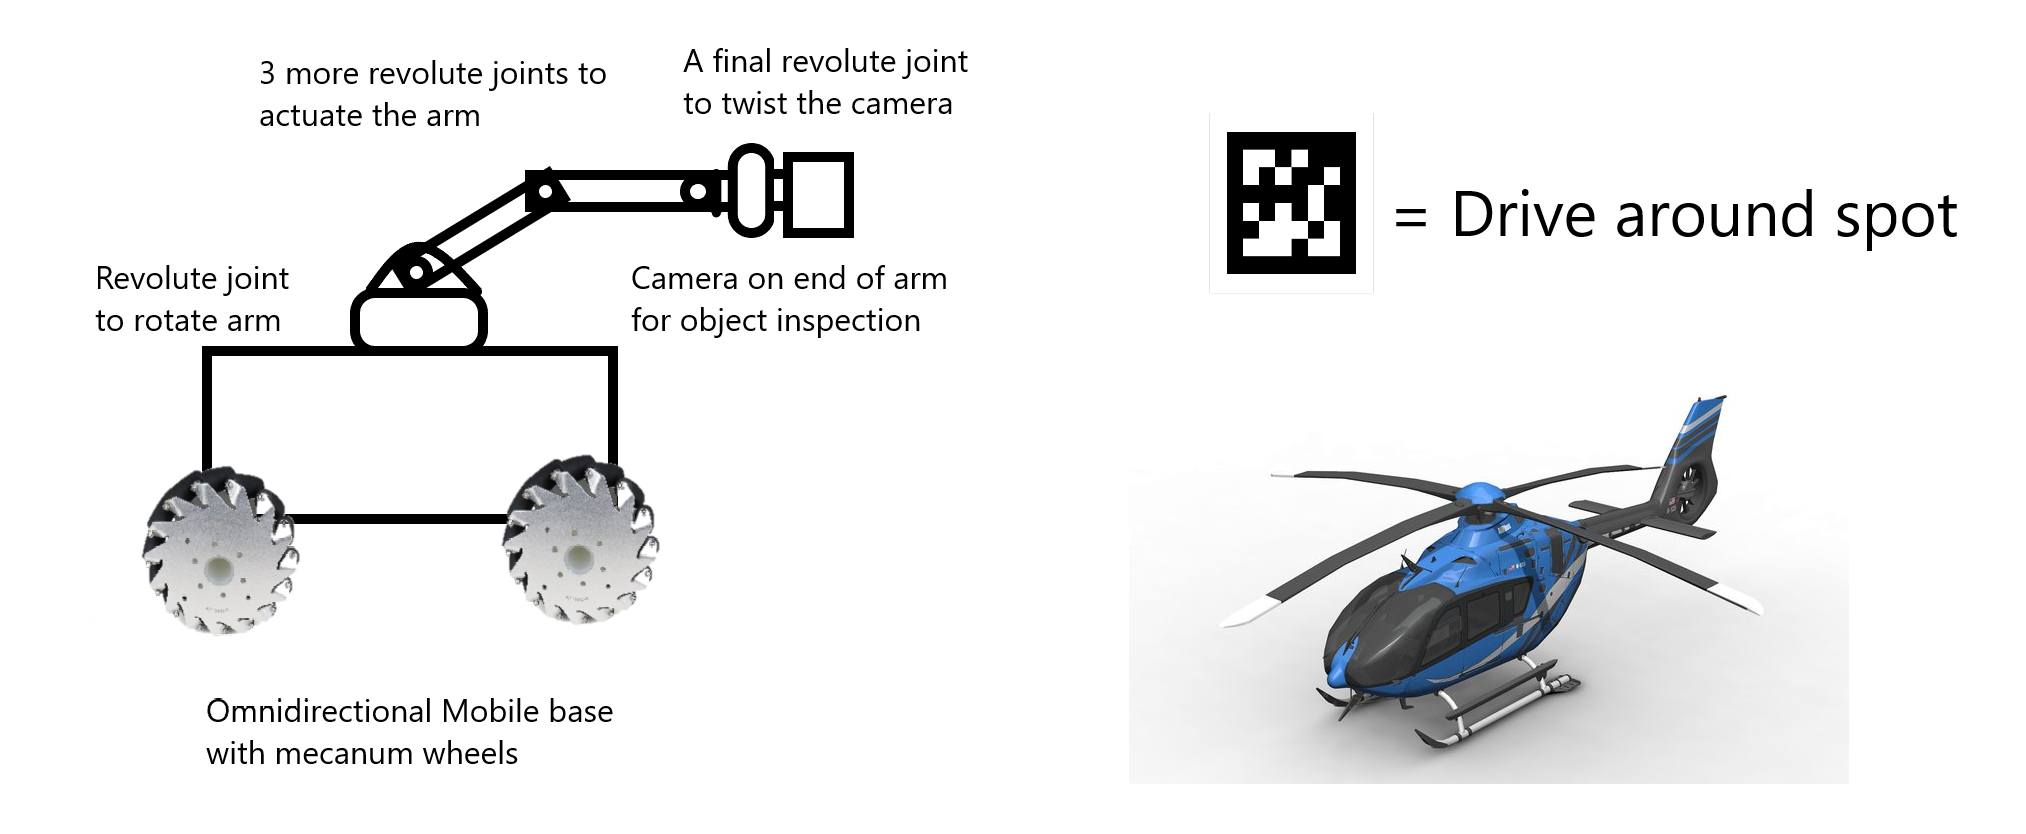 3 more revolute joints to
actuate the arm
A final revolute joint
to twist the camera
Revolute joint
to rotate arm
Camera on end of arm
for object inspection
Omnidirectional Mobile base
with mecanum wheels
= Drive around spot